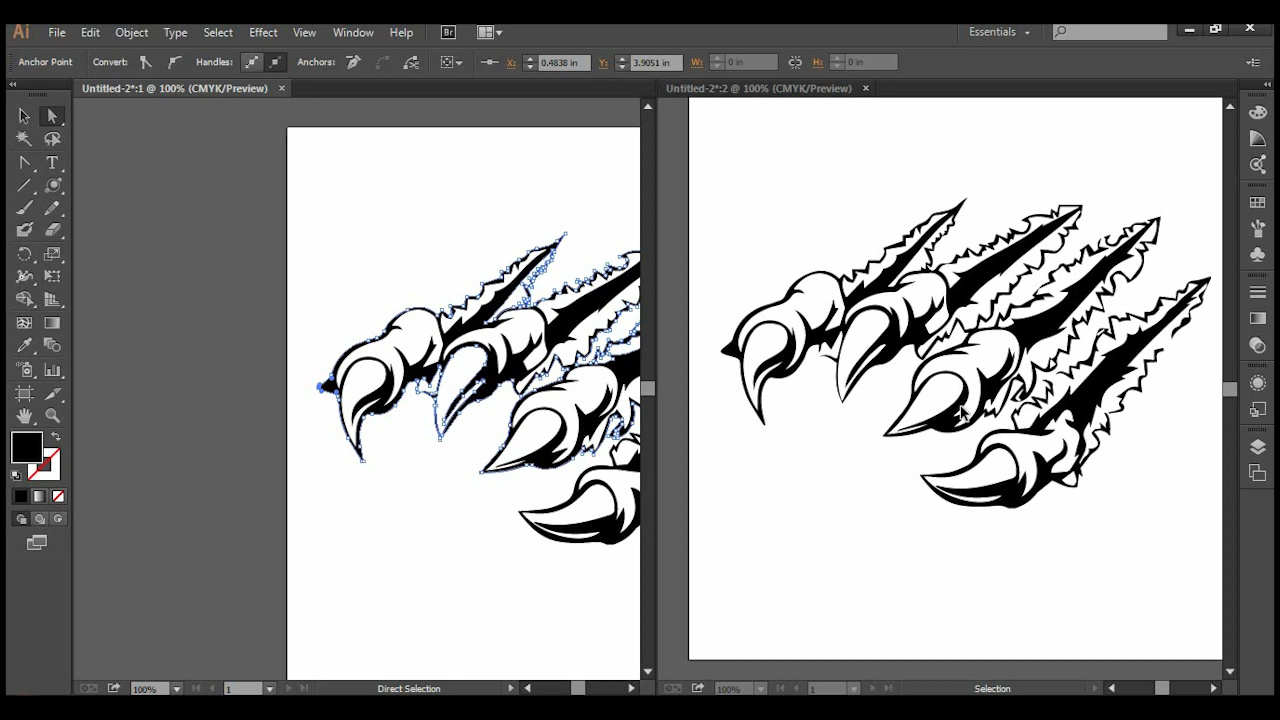 Ai File Edit Object Type Select Effect View Window Help Br Essentials
Anchor Point Convert: Handles: Anchors: X: 0.4838 in Y: 3.9051 in W: 0 in H: 0 in
Untitled-2*:1 @ 100% (CMYK/Preview) Untitled-2*:2 @ 100% (CMYK/Preview)
100% 1 Direct Selection 100% 1 Selection